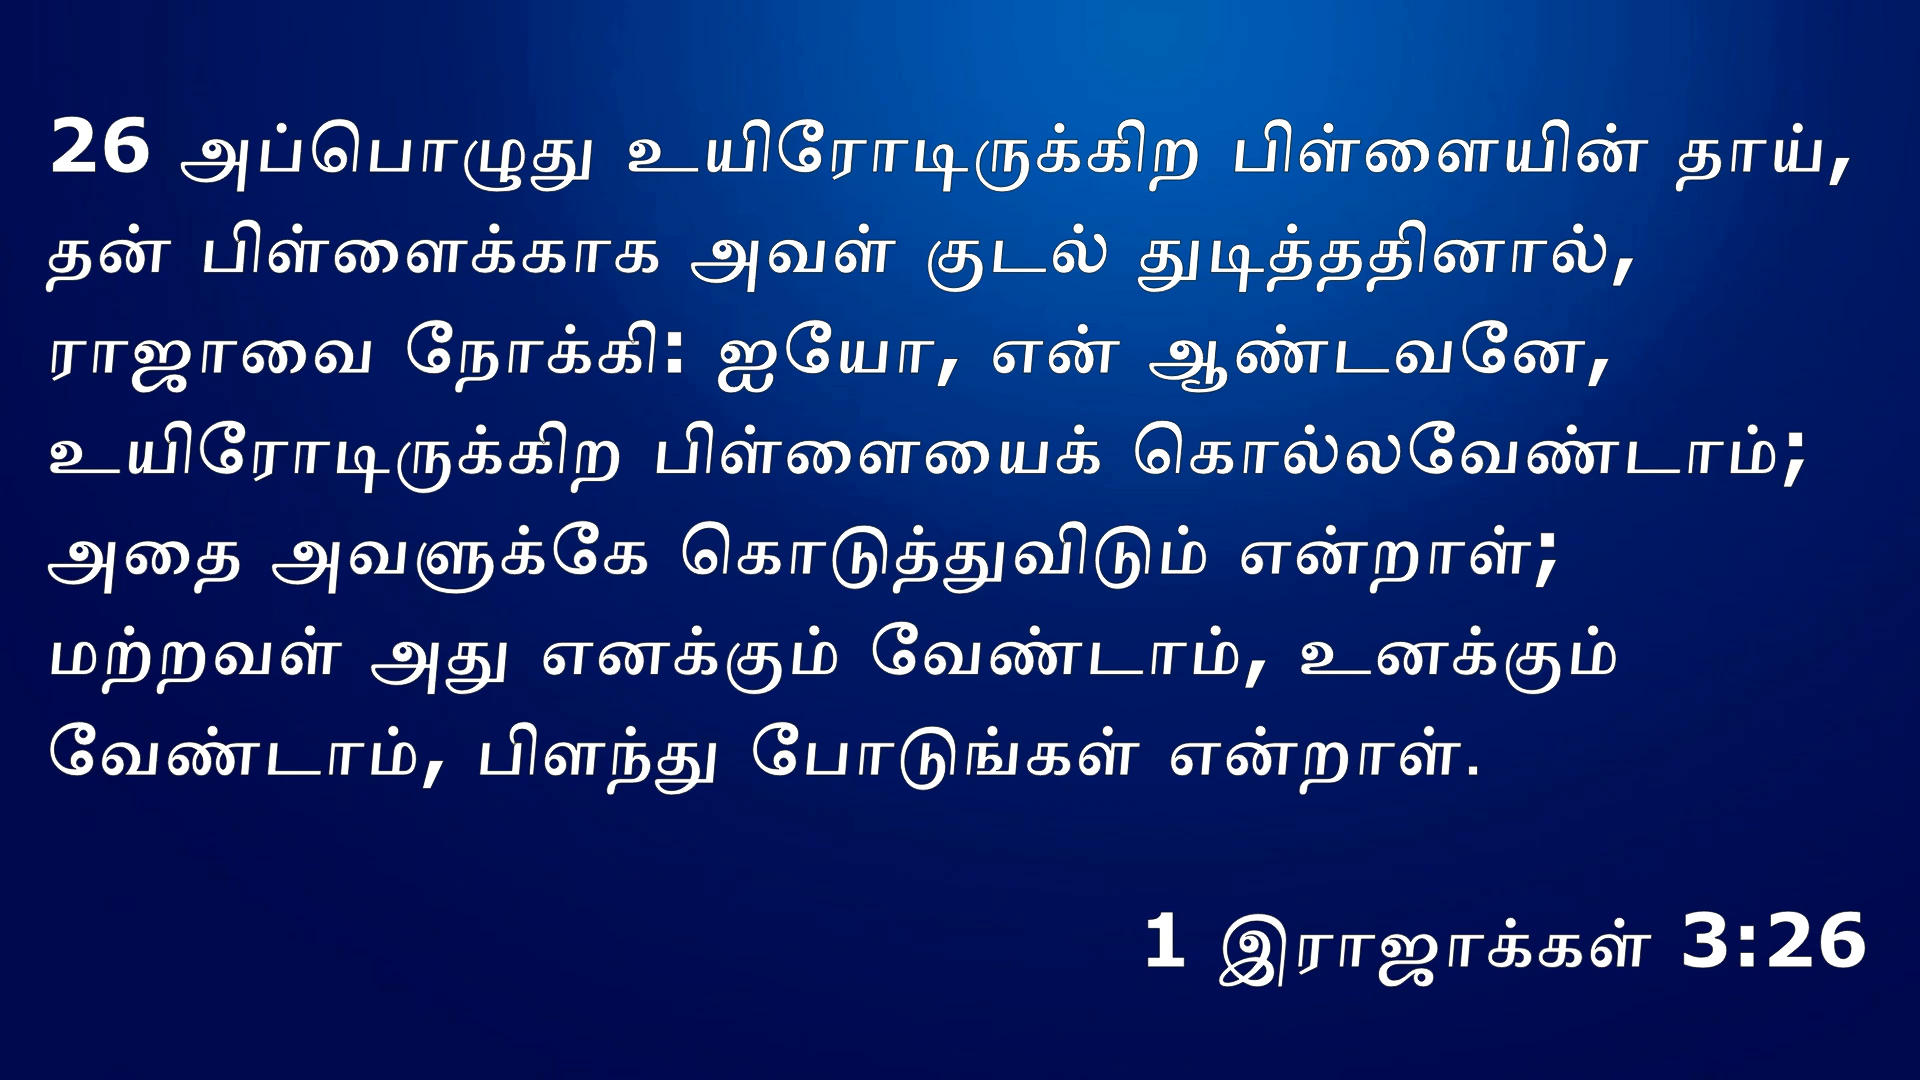 26 அப்பொழுது உயிரோடிருக்கிற பிள்ளையின் தாய்,
தன் பிள்ளைக்காக அவள் குடல் துடித்ததினால்,
ராஜாவை நோக்கி: ஐயோ, என் ஆண்டவனே,
உயிரோடிருக்கிற பிள்ளையைக் கொல்லவேண்டாம்;
அதை அவளுக்கே கொடுத்துவிடும் என்றாள்;
மற்றவள் அது எனக்கும் வேண்டாம், உனக்கும்
வேண்டாம், பிளந்து போடுங்கள் என்றாள்.
1 இராஜாக்கள் 3:26